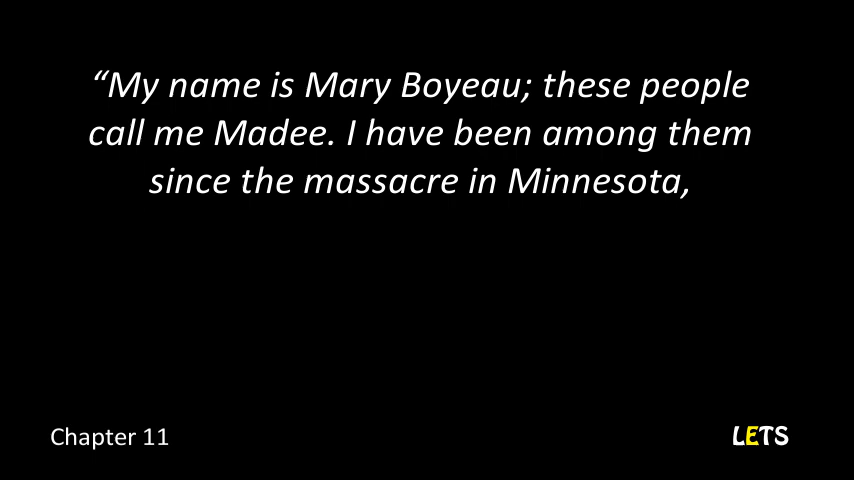 “My name is Mary Boyeau; these people
call me Madee. I have been among them
since the massacre in Minnesota,
Chapter 11
LETS